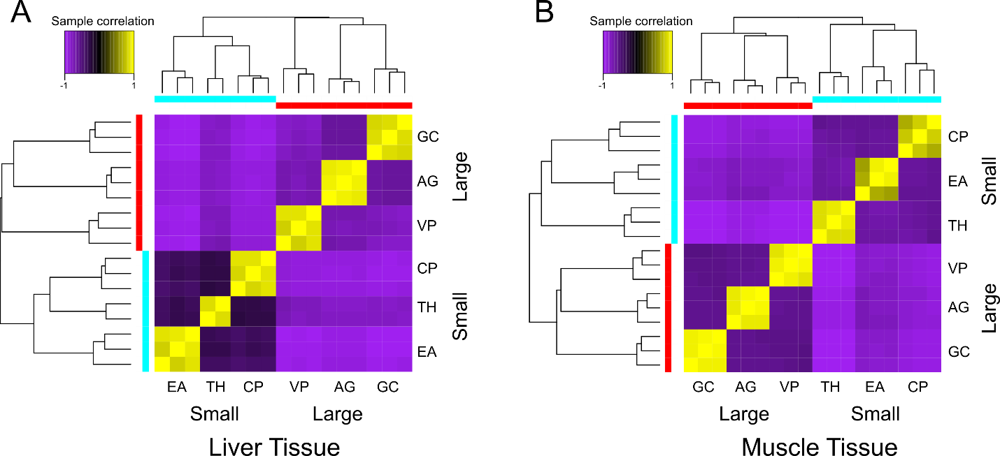 A
Sample correlation
-1 1
GC
AG
VP
CP
TH
EA
Large
Small
EA TH CP VP AG GC
Small Large
Liver Tissue
B
Sample correlation
-1 1
CP
EA
TH
VP
AG
GC
Small
Large
GC AG VP TH EA CP
Large Small
Muscle Tissue